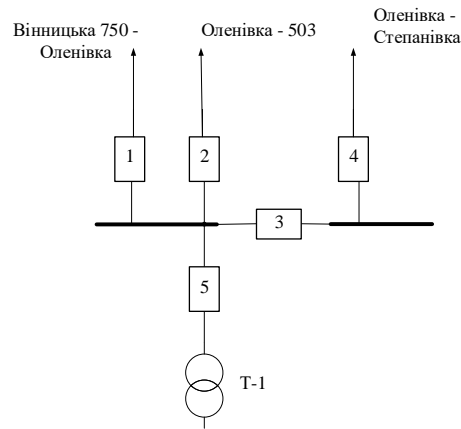 Вінницька 750 -
Оленівка
Оленівка - 503
Оленівка -
Степанівка
1
2
4
3
5
Т-1